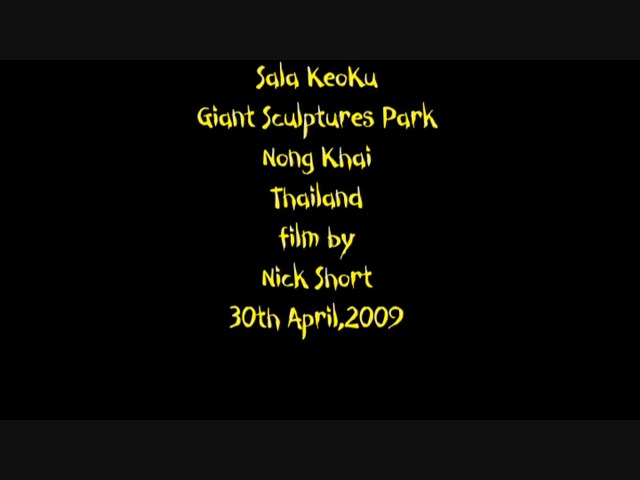 Sala KeoKu
Giant Sculptures Park
Nong Khai
Thailand
film by
Nick Short
30th April,2009